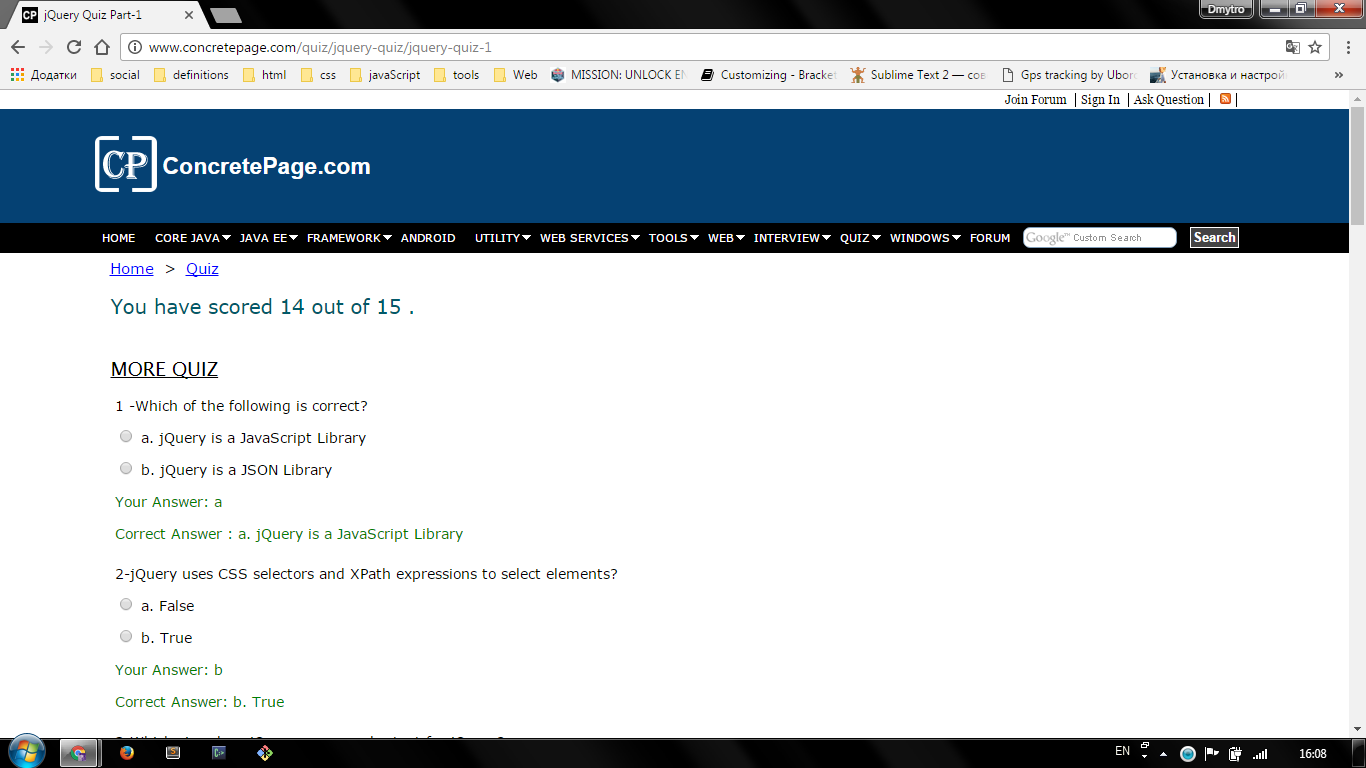 jQuery Quiz Part-1
Dmytro
www.concretepage.com/quiz/jquery-quiz/jquery-quiz-1
Додатки social definitions html css javaScript tools Web MISSION: UNLOCK Customizing - Bracket Sublime Text 2 — сов Gps tracking by Ubor Установка и настрой »
Join Forum | Sign In | Ask Question | |
CP ConcretePage.com
HOME CORE JAVA JAVA EE FRAMEWORK ANDROID UTILITY WEB SERVICES TOOLS WEB INTERVIEW QUIZ WINDOWS FORUM Google™ Custom Search Search
Home > Quiz
You have scored 14 out of 15 .
MORE QUIZ
1 -Which of the following is correct?
a. jQuery is a JavaScript Library
b. jQuery is a JSON Library
Your Answer: a
Correct Answer : a. jQuery is a JavaScript Library
2-jQuery uses CSS selectors and XPath expressions to select elements?
a. False
b. True
Your Answer: b
Correct Answer: b. True
EN 16:08